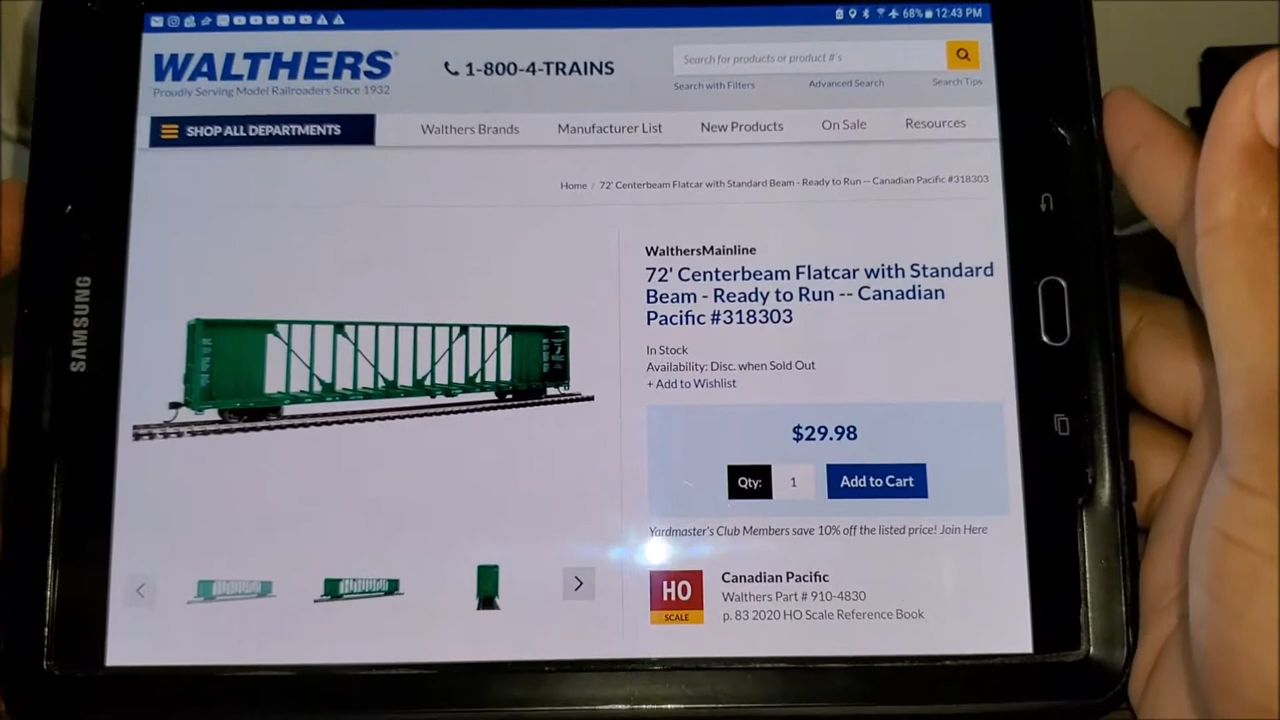 68% 12:43 PM
WALTHERS
Proudly Serving Model Railroaders Since 1932
1-800-4-TRAINS
Search for products or product #'s
Search with Filters
Advanced Search
Search Tips
SHOP ALL DEPARTMENTS
Walthers Brands
Manufacturer List
New Products
On Sale
Resources
Home / 72' Centerbeam Flatcar with Standard Beam - Ready to Run -- Canadian Pacific #318303
WalthersMainline
72' Centerbeam Flatcar with Standard
Beam - Ready to Run -- Canadian
Pacific #318303
In Stock
Availability: Disc. when Sold Out
+ Add to Wishlist
$29.98
Qty: 1 Add to Cart
Yardmaster's Club Members save 10% off the listed price! Join Here
HO
SCALE
Canadian Pacific
Walthers Part # 910-4830
p. 83 2020 HO Scale Reference Book
SAMSUNG